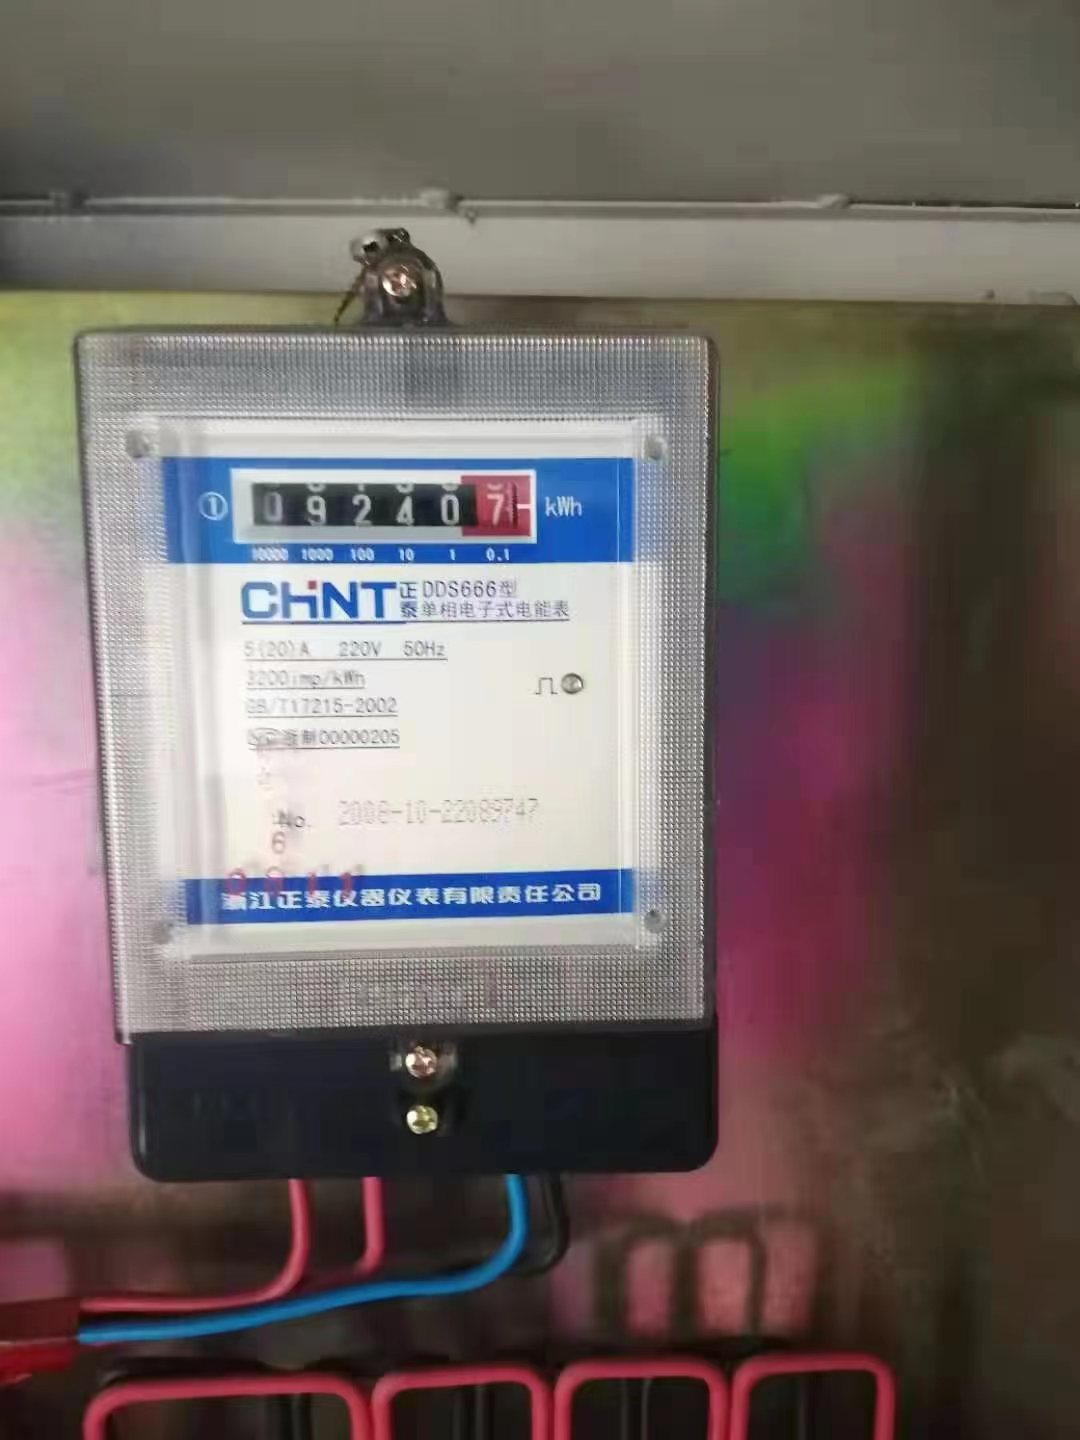 ① 092407 kWh
10000 1000 100 10 1 0.1
CHNT 正泰 DDS666型
单相电子式电能表
5(20)A 220V 50Hz
3200imp/kWh
GB/T17215-2002
制00000205
No. 2008-10-22089747
6
浙江正泰仪器仪表有限责任公司